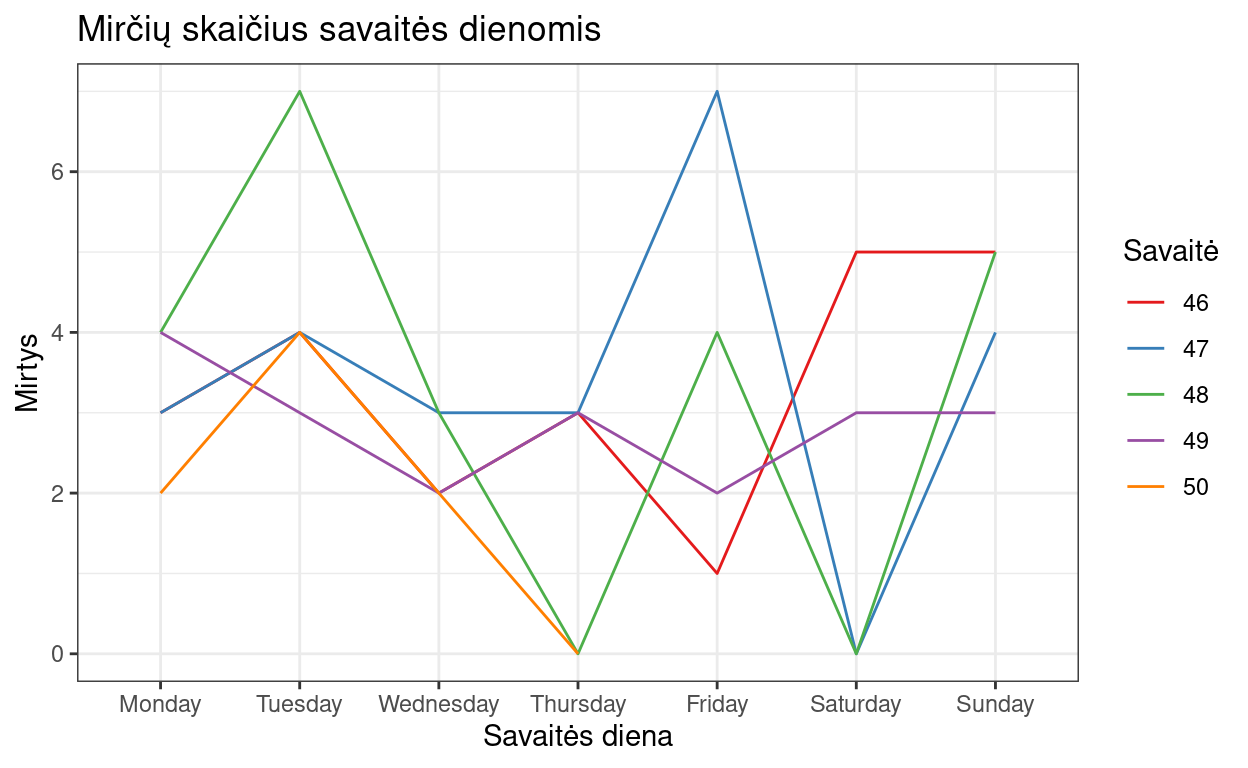 Mirčių skaičius savaitės dienomis
Mirtys
6
4
2
0
Monday Tuesday Wednesday Thursday Friday Saturday Sunday
Savaitės diena
Savaitė
46
47
48
49
50